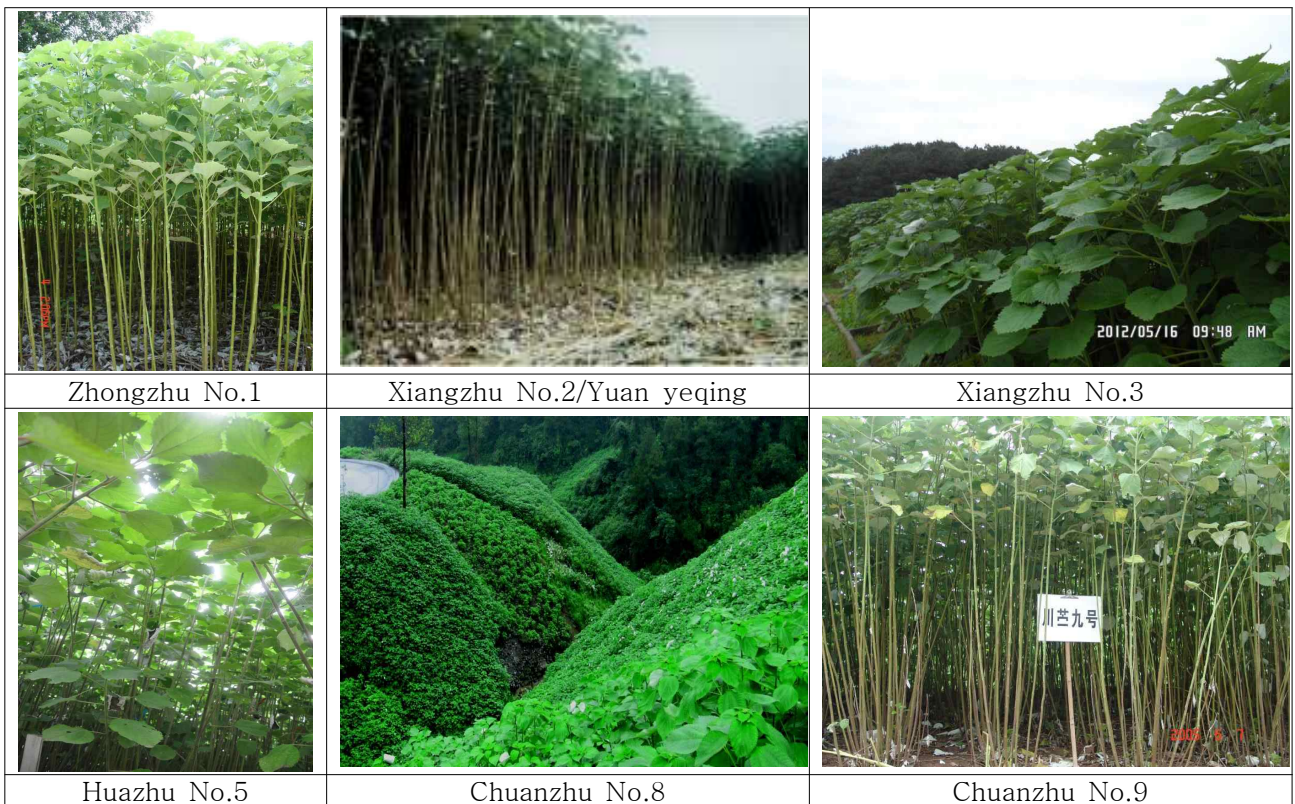 2012/05/16 09:48 AM
Zhongzhu No.1
Xiangzhu No.2/Yuan yeqing
Xiangzhu No.3
川苎九号
Huazhu No.5
Chuanzhu No.8
Chuanzhu No.9